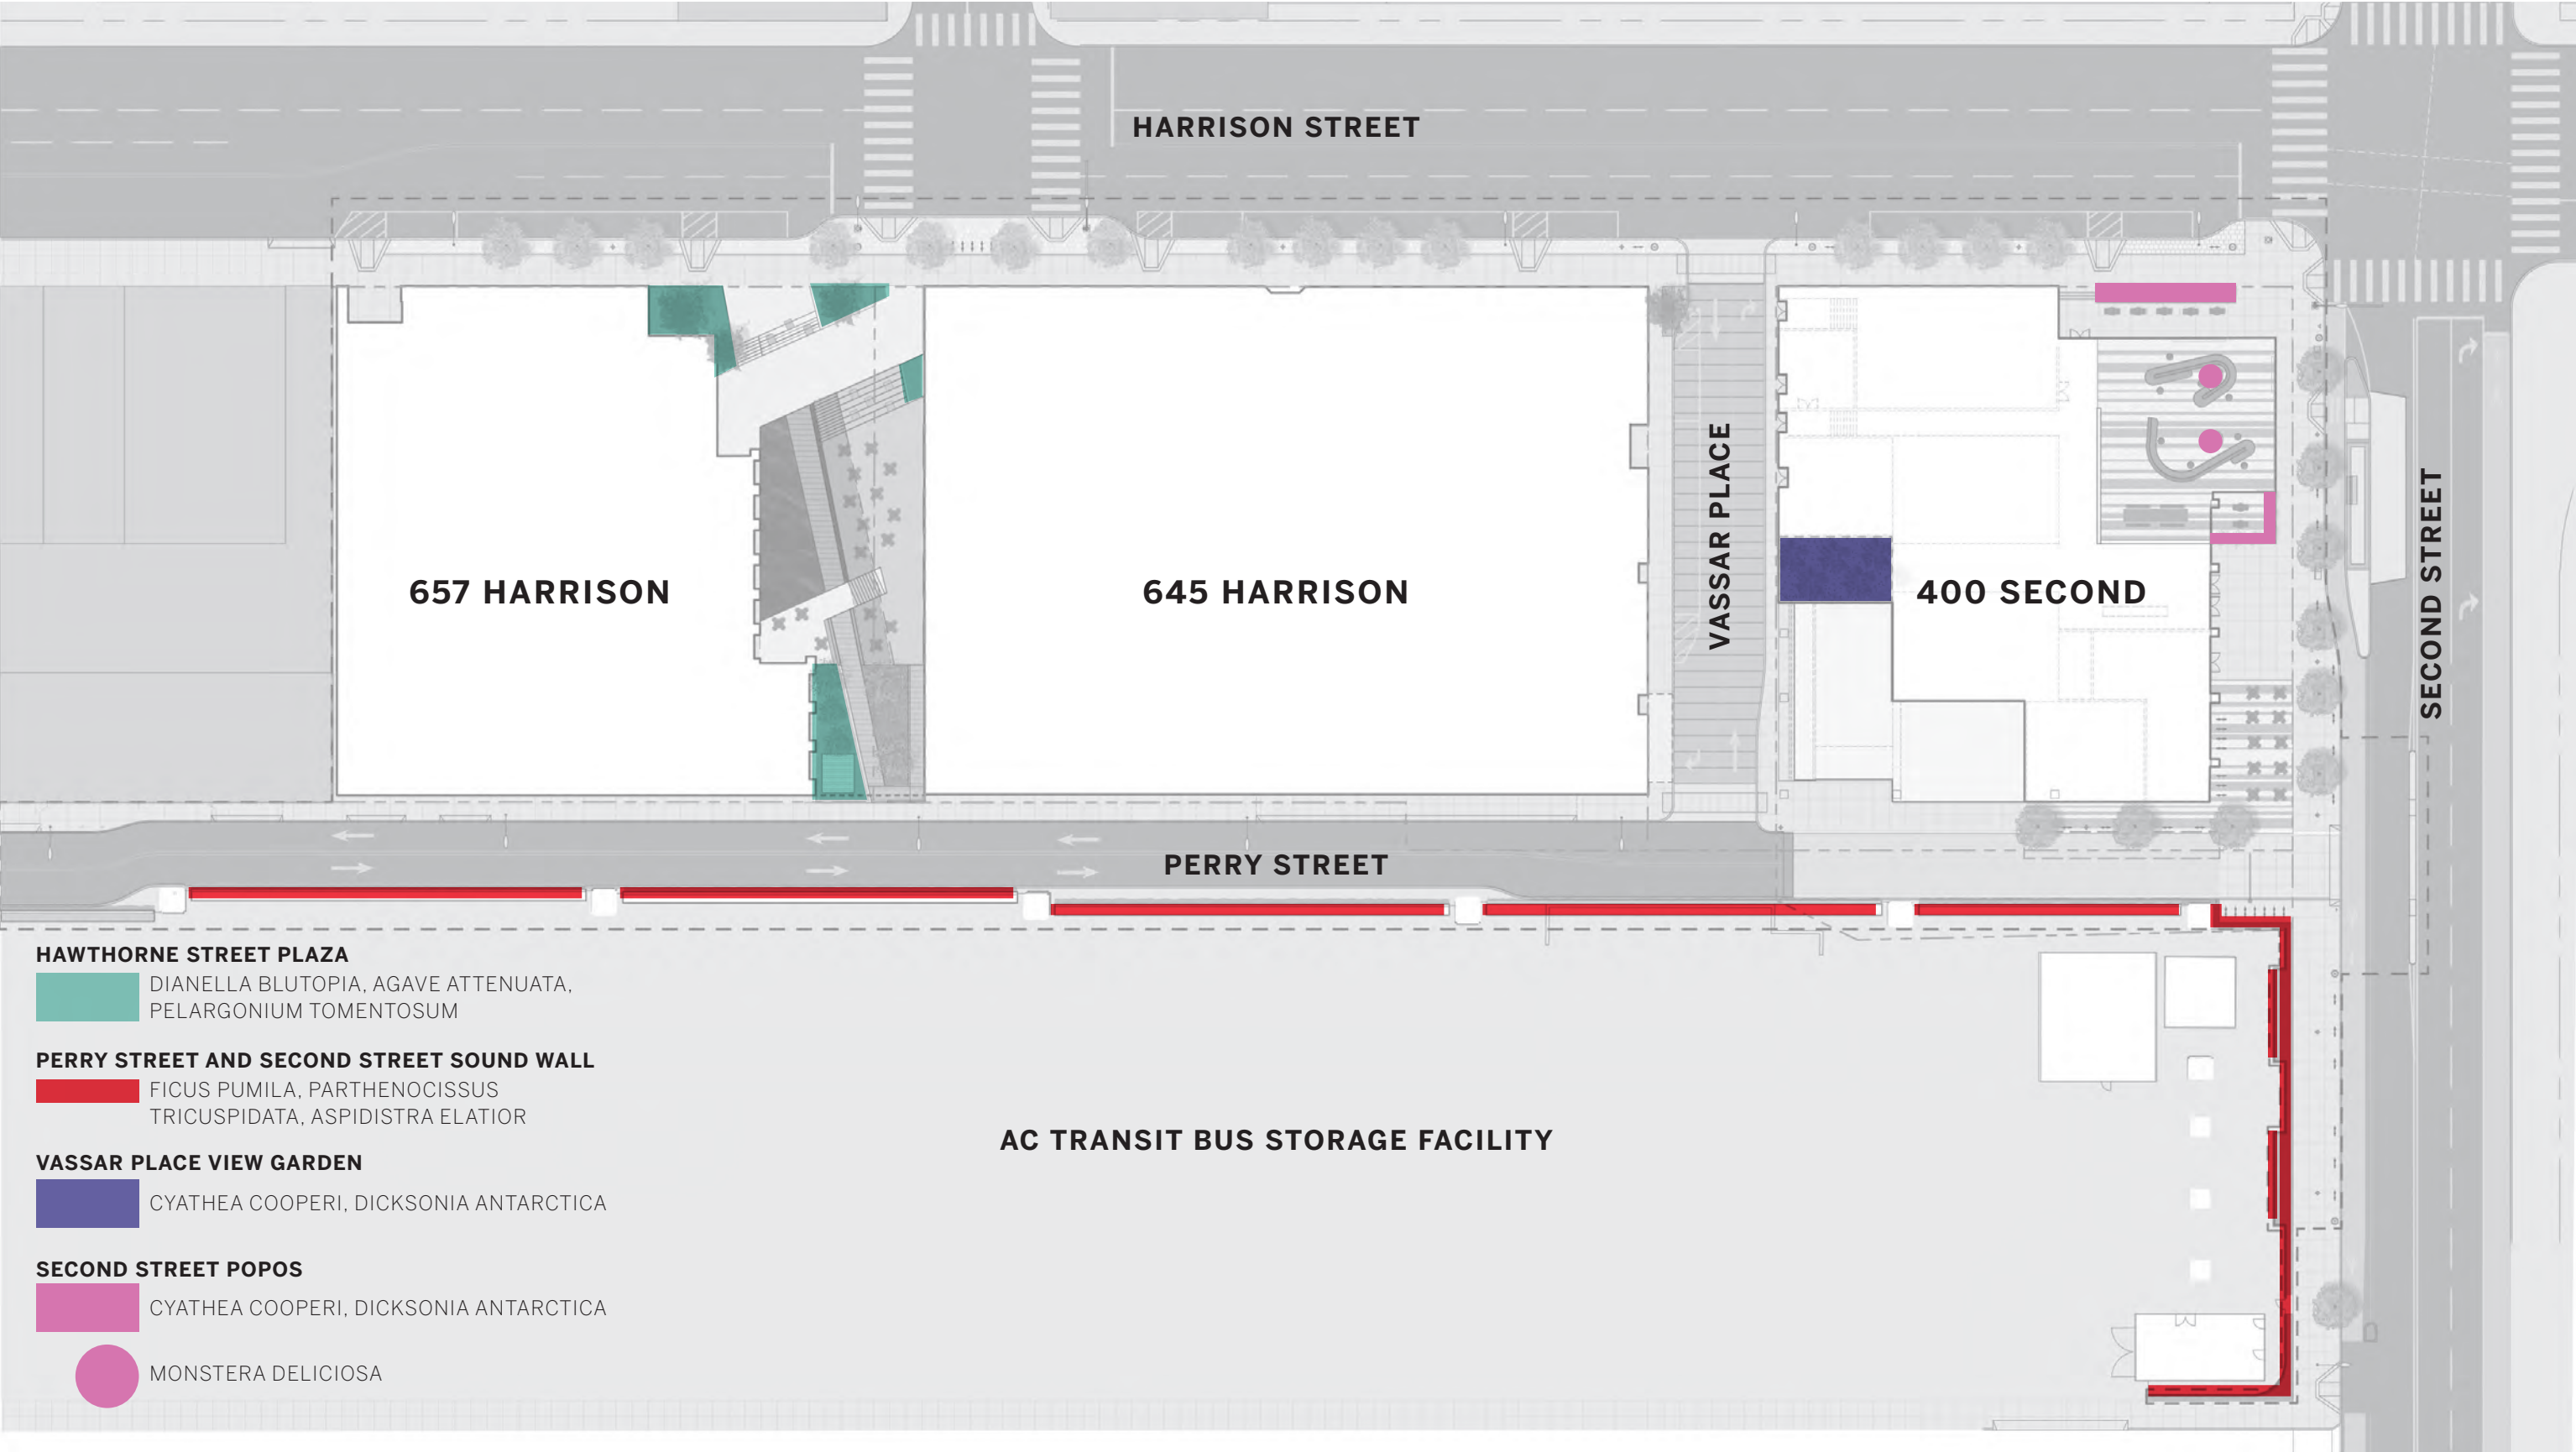 HARRISON STREET
657 HARRISON
645 HARRISON
VASSAR PLACE
400 SECOND
SECOND STREET
PERRY STREET
HAWTHORNE STREET PLAZA
DIANELLA BLUTOPIA, AGAVE ATTENUATA,
PELARGONIUM TOMENTOSUM
PERRY STREET AND SECOND STREET SOUND WALL
FICUS PUMILA, PARTHENOCISSUS
TRICUSPIDATA, ASPIDISTRA ELATIOR
AC TRANSIT BUS STORAGE FACILITY
VASSAR PLACE VIEW GARDEN
CYATHEA COOPERI, DICKSONIA ANTARCTICA
SECOND STREET POPOS
CYATHEA COOPERI, DICKSONIA ANTARCTICA
MONSTERA DELICIOSA